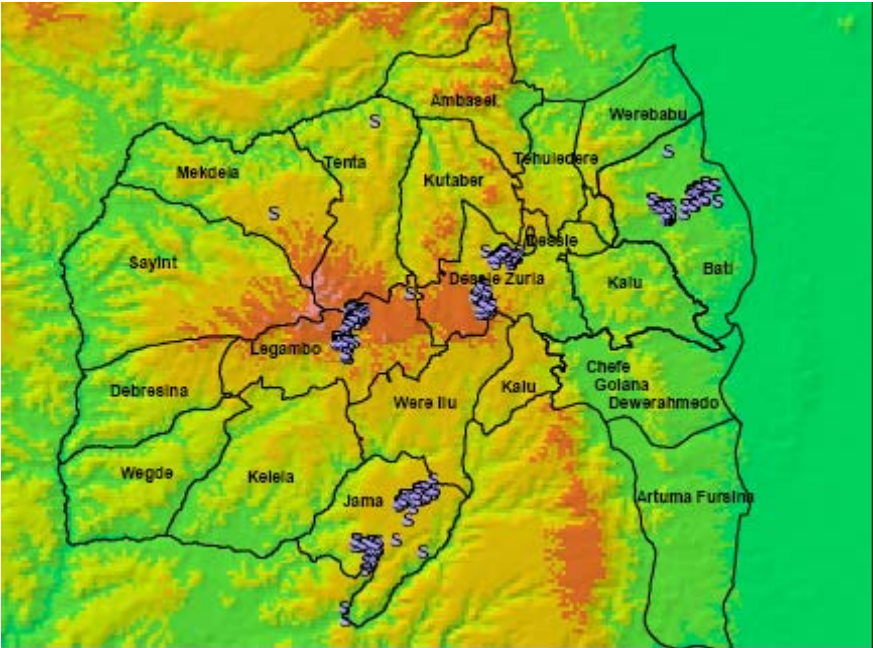 Ambasel
Werebabu
S
Tenta
Tehuledere
S
Mekdela
Kutaber
S
Dessie
Sayint
Bati
Dessie Zuria
Kalu
S
Legambo
Chefe
Golana
Dewerahmedo
Debresina
Kalu
Were Ilu
Wegde
Kelela
Jama
Artuma Fursina
S
S
S
S
S